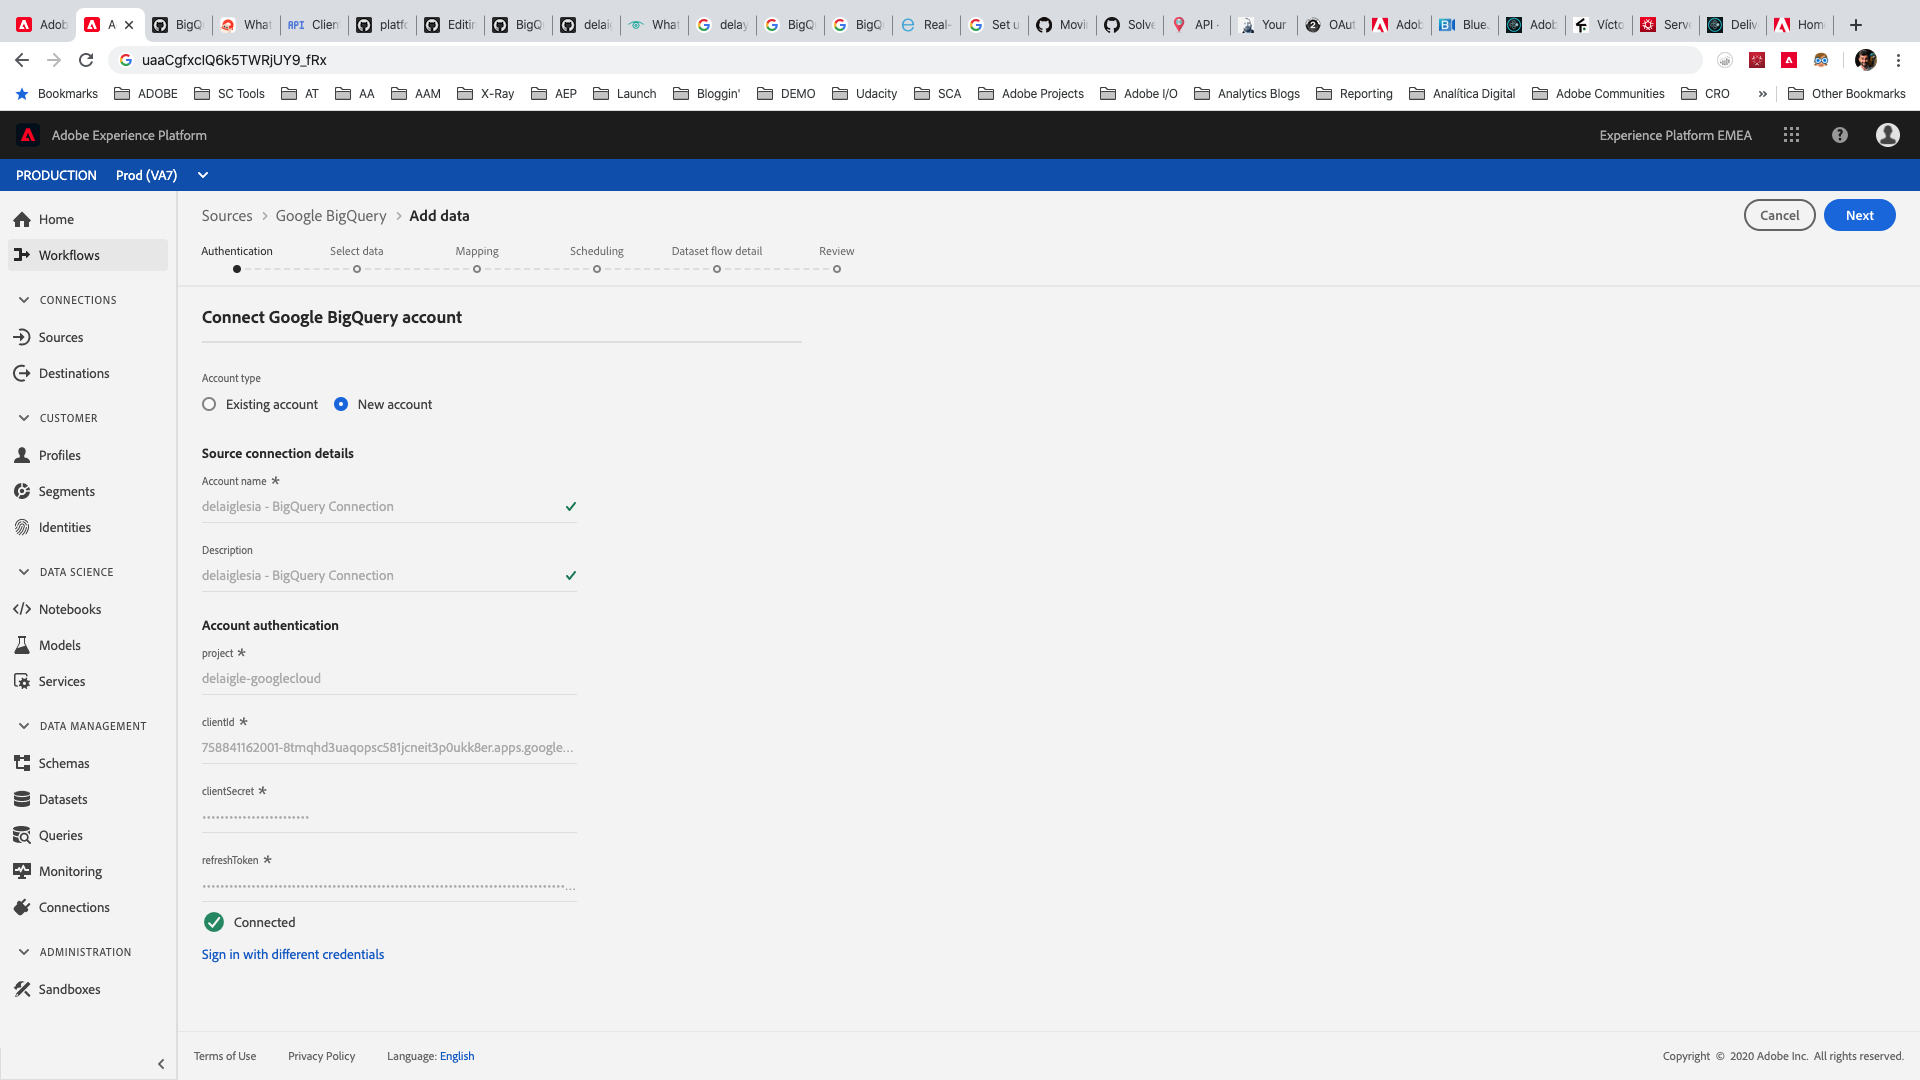 Adob
A
BigQ
What
API Clien
platfo
Editin
BigQ
delai
What
delay
BigQ
BigQ
Real-
Set u
Movi
Solve
API -
Your
OAut
Adob
Blue.
Adob
Vícto
Serv
Deliv
Hom
uaaCgfxclQ6k5TWRjUY9_fRx
Bookmarks ADOBE SC Tools AT AA AAM X-Ray AEP Launch Bloggin' DEMO Udacity SCA Adobe Projects Adobe I/O Analytics Blogs Reporting Analítica Digital Adobe Communities CRO » Other Bookmarks
Adobe Experience Platform
Experience Platform EMEA
PRODUCTION Prod (VA7)
Home
Workflows
CONNECTIONS
Sources
Destinations
CUSTOMER
Profiles
Segments
Identities
DATA SCIENCE
Notebooks
Models
Services
DATA MANAGEMENT
Schemas
Datasets
Queries
Monitoring
Connections
ADMINISTRATION
Sandboxes
Sources > Google BigQuery > Add data
Cancel
Next
Authentication Select data Mapping Scheduling Dataset flow detail Review
Connect Google BigQuery account
Account type
Existing account New account
Source connection details
Account name *
delaiglesia - BigQuery Connection
Description
delaiglesia - BigQuery Connection
Account authentication
project *
delaigle-googlecloud
clientId *
758841162001-8tmqhd3uaqopsc581jcneit3p0ukk8er.apps.google...
clientSecret *
refreshToken *
Connected
Sign in with different credentials
Terms of Use Privacy Policy Language: English
Copyright © 2020 Adobe Inc. All rights reserved.